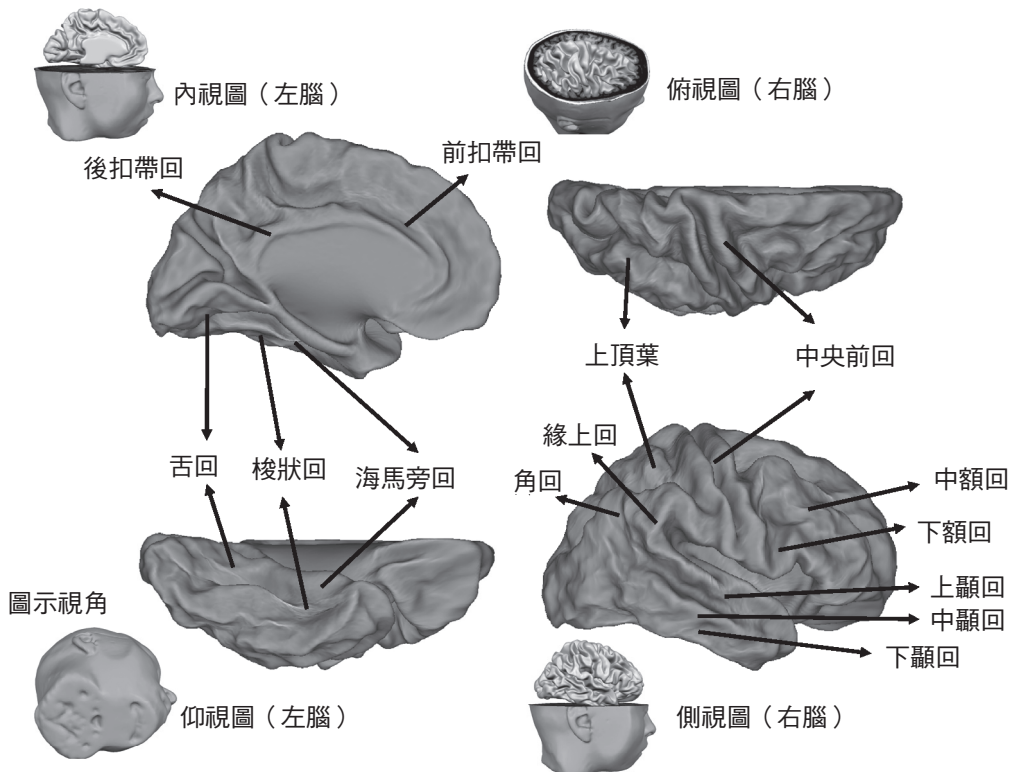 內視圖（左腦）
俯視圖（右腦）
後扣帶回
前扣帶回
上頂葉
中央前回
舌回
梭狀回
海馬旁回
緣上回
角回
中額回
下額回
上顳回
中顳回
下顳回
圖示視角
仰視圖（左腦）
側視圖（右腦）